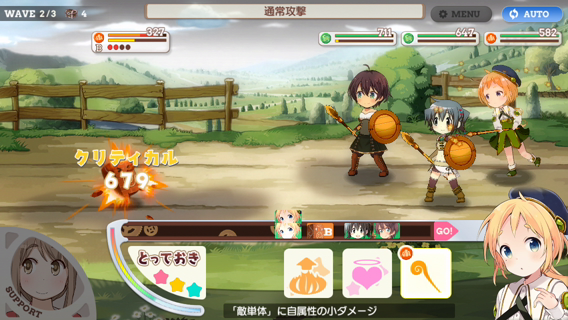 WAVE 2/3 4
通常攻撃
MENU
AUTO
327
B
711
647
582
クリティカル
679
B
GO!
とっておき
SUPPORT
「敵単体」に自属性の小ダメージ